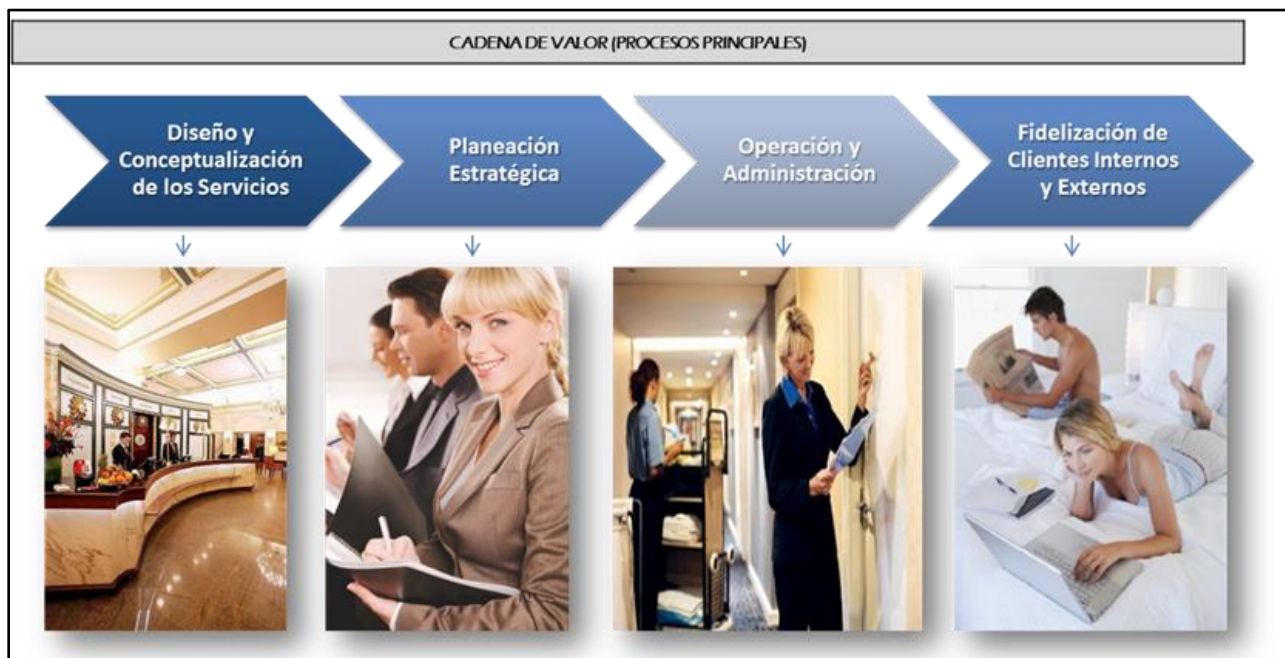 CADENA DE VALOR (PROCESOS PRINCIPALES)
Diseño y
Conceptualización
de los Servicios
Planeación
Estratégica
Operación y
Administración
Fidelización de
Clientes Internos
y Externos